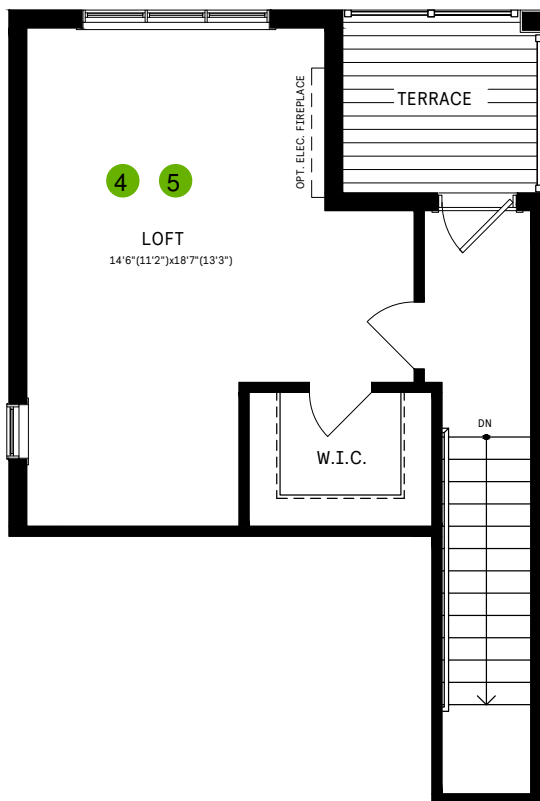 TERRACE
OPT. ELEC. FIREPLACE
4 5
LOFT
14'6"(11'2")x18'7"(13'3")
DN
W.I.C.